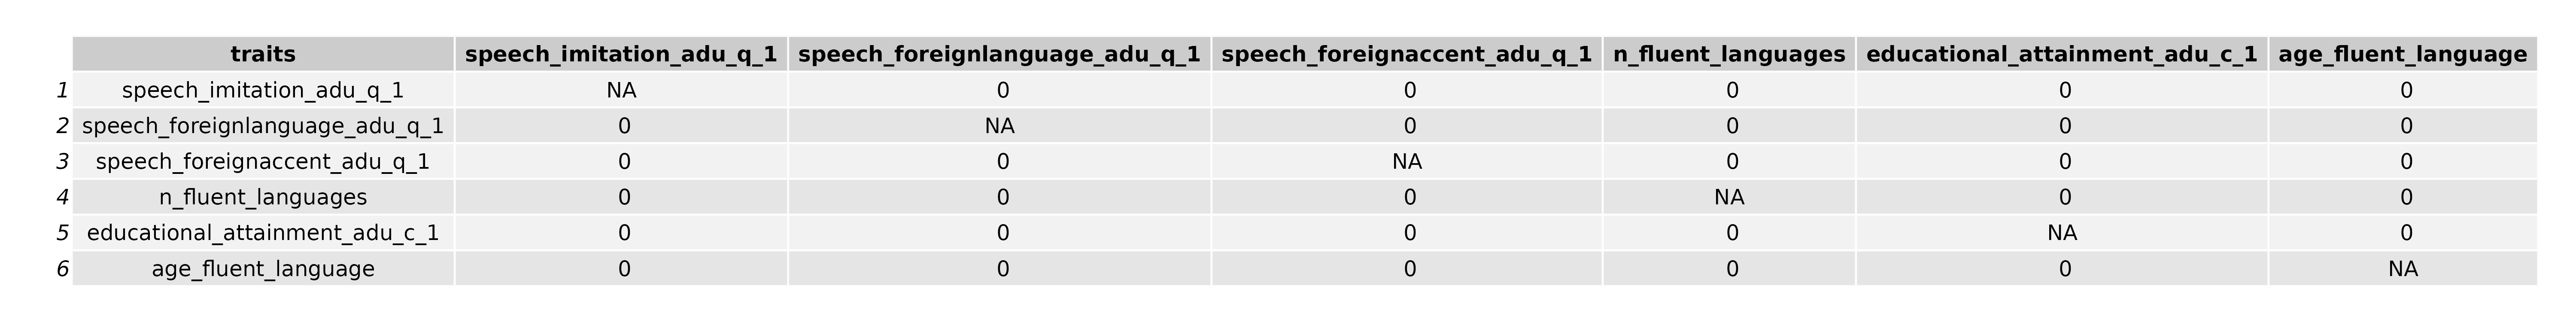 traits speech_imitation_adu_q_1 speech_foreignlanguage_adu_q_1 speech_foreignaccent_adu_q_1 n_fluent_languages educational_attainment_adu_c_1 age_fluent_language
1 speech_imitation_adu_q_1 NA 0 0 0 0 0
2 speech_foreignlanguage_adu_q_1 0 NA 0 0 0 0
3 speech_foreignaccent_adu_q_1 0 0 NA 0 0 0
4 n_fluent_languages 0 0 0 NA 0 0
5 educational_attainment_adu_c_1 0 0 0 0 NA 0
6 age_fluent_language 0 0 0 0 0 NA